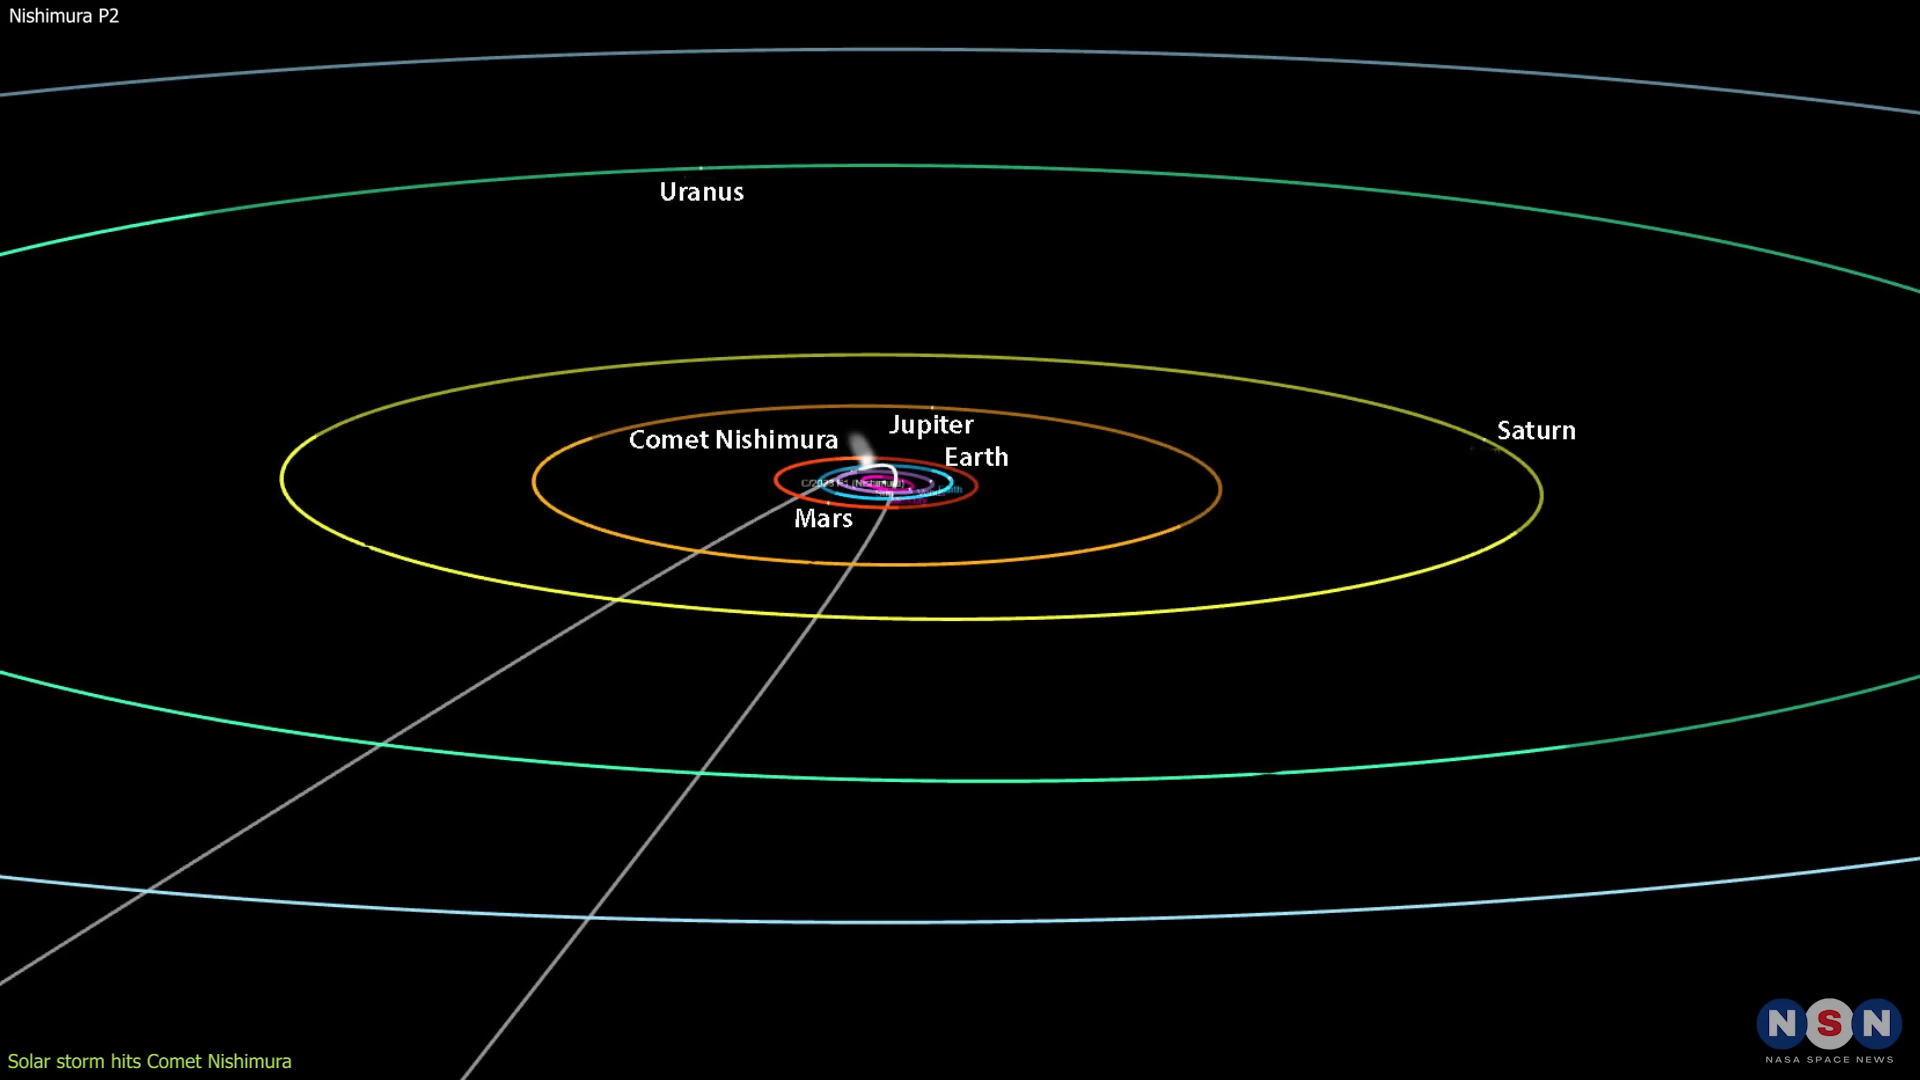 Nishimura P2
Uranus
Jupiter
Saturn
Comet Nishimura
Earth
Mars
Solar storm hits Comet Nishimura
NSN
NASA SPACE NEWS